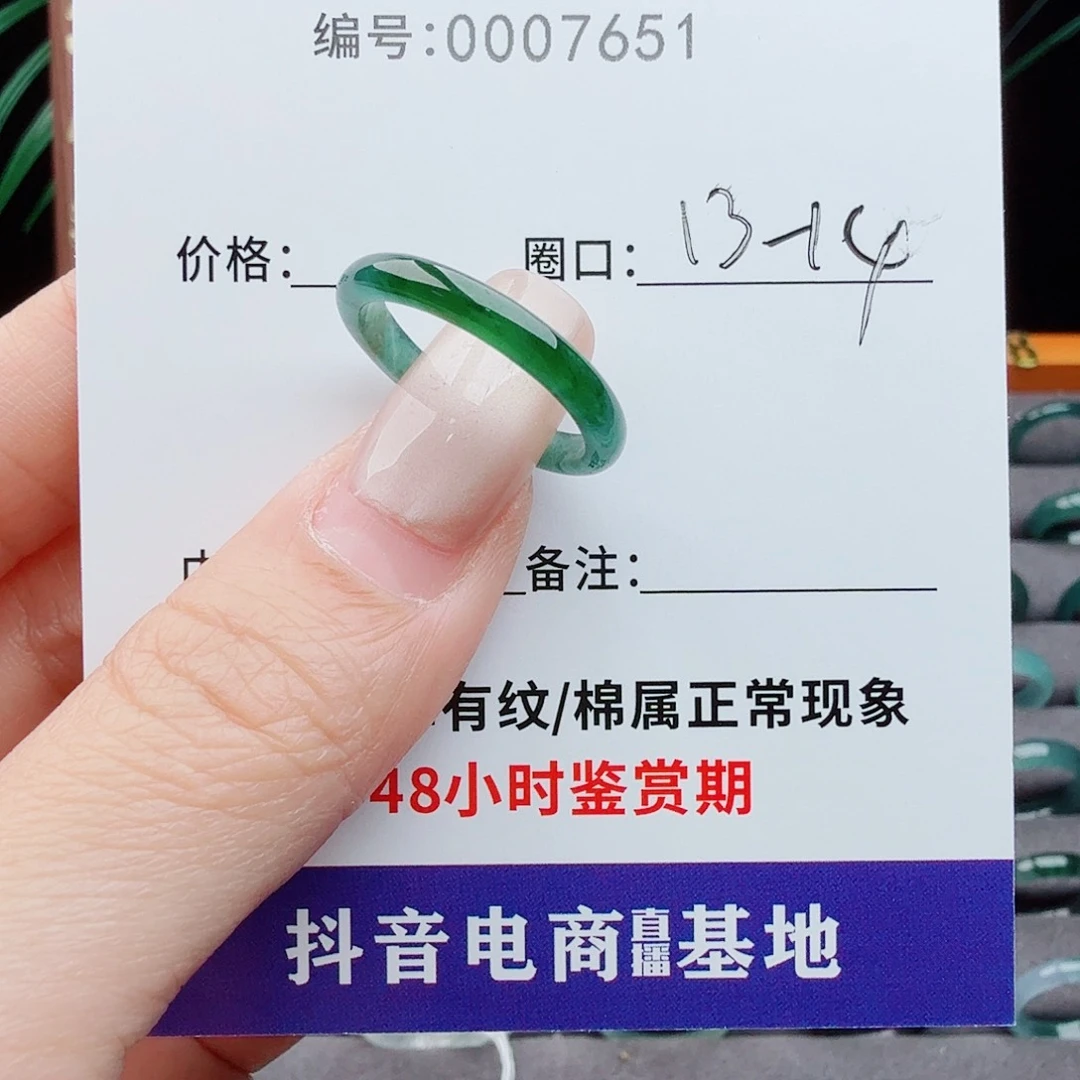 编号:0007651
价格: 圈口: 13-14
备注:
有纹/棉属正常现象
48小时鉴赏期
抖音电商直播基地